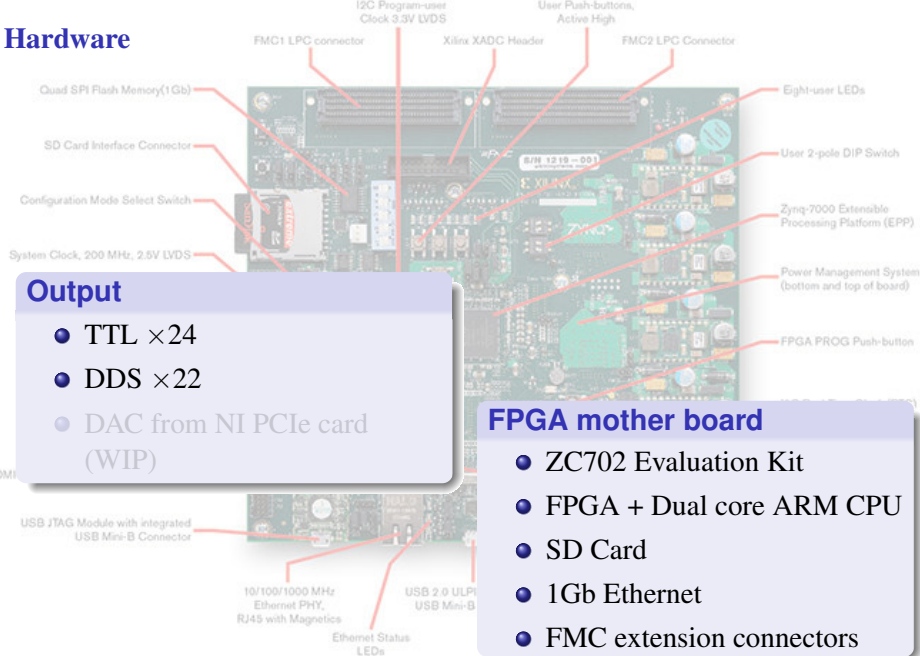 I2C Program-user
Clock 3.3V LVDS
User Push-buttons,
Active High
Hardware
FMC1 LPC connector
Xilinx XADC Header
FMC2 LPC Connector
Quad SPI Flash Memory(1Gb)
Eight-user LEDs
SD Card Interface Connector
User 2-pole DIP Switch
S/N 1219-001
XILINX
Configuration Mode Select Switch
ZYNQ
Zynq-7000 Extensible
Processing Platform (EPP)
System Clock, 200 MHz, 2.5V LVDS
Power Management System
(bottom and top of board)
Output
TTL ×24
DDS ×22
DAC from NI PCIe card
(WIP)
FPGA PROG Push-button
FPGA mother board
ZC702 Evaluation Kit
FPGA + Dual core ARM CPU
SD Card
1Gb Ethernet
FMC extension connectors
USB JTAG Module with integrated
USB Mini-B Connector
10/100/1000 MHz
Ethernet PHY,
RJ45 with Magnetics
USB 2.0 ULPI
USB Mini-B
Ethernet Status
LEDs